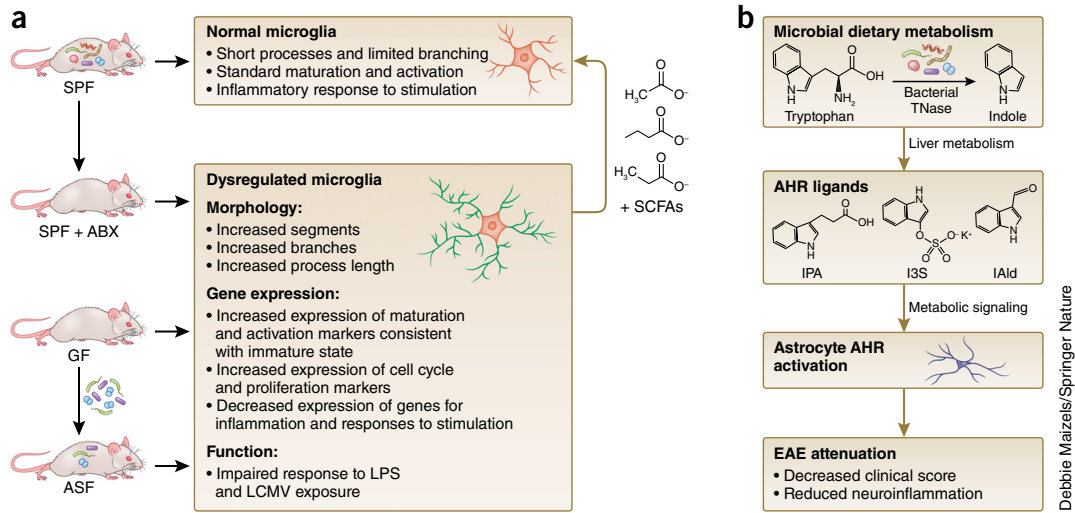 a
SPF
SPF + ABX
GF
ASF
Normal microglia
• Short processes and limited branching
• Standard maturation and activation
• Inflammatory response to stimulation
Dysregulated microglia
Morphology:
• Increased segments
• Increased branches
• Increased process length
Gene expression:
• Increased expression of maturation
and activation markers consistent
with immature state
• Increased expression of cell cycle
and proliferation markers
• Decreased expression of genes for
inflammation and responses to stimulation
Function:
• Impaired response to LPS
and LCMV exposure
O
H₃C
O⁻
O
O⁻
O
H₃C
O⁻
+ SCFAs
b
Microbial dietary metabolism
O
OH
NH₂
N
H
Tryptophan
Bacterial
TNase
N
H
Indole
Liver metabolism
AHR ligands
O
OH
N
H
IPA
H
N
O
S
O⁻ K⁺
O
O
I3S
O
N
H
IAld
Metabolic signaling
Astrocyte AHR
activation
EAE attenuation
• Decreased clinical score
• Reduced neuroinflammation
Debbie Maizels/Springer Nature